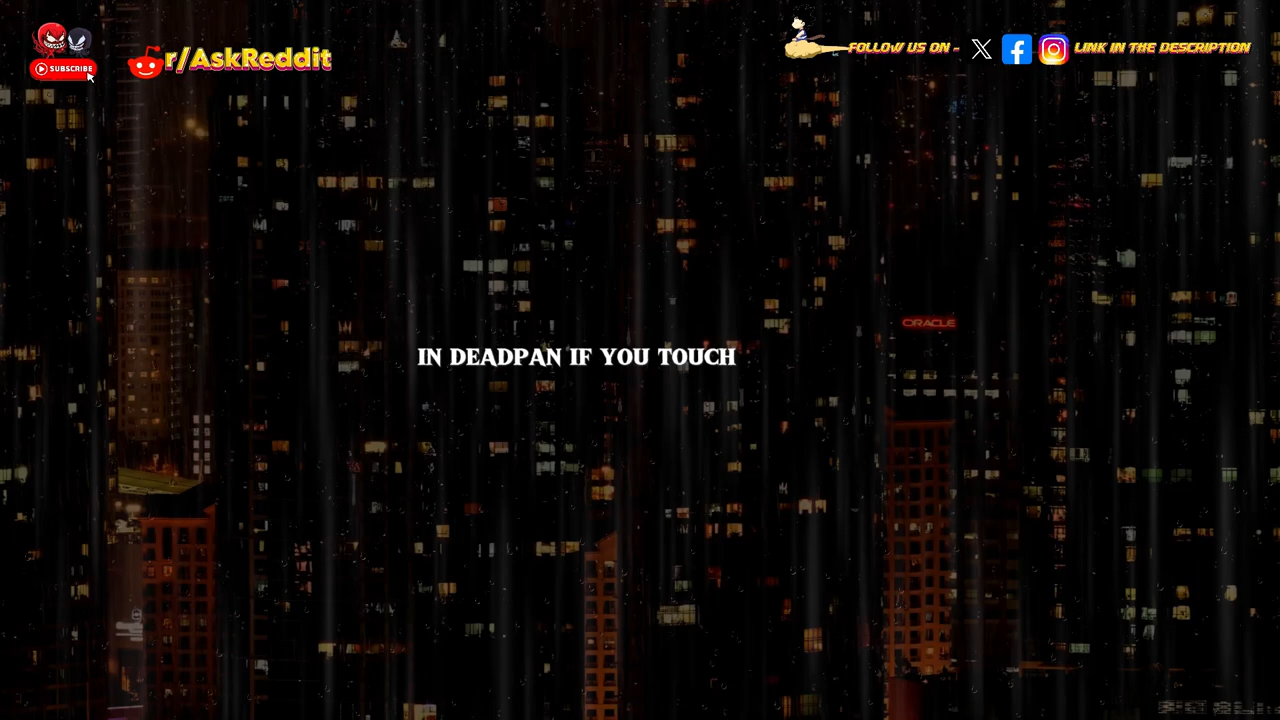 SUBSCRIBE
r/AskReddit
FOLLOW US ON -
LINK IN THE DESCRIPTION
ORACLE
IN DEADPAN IF YOU TOUCH